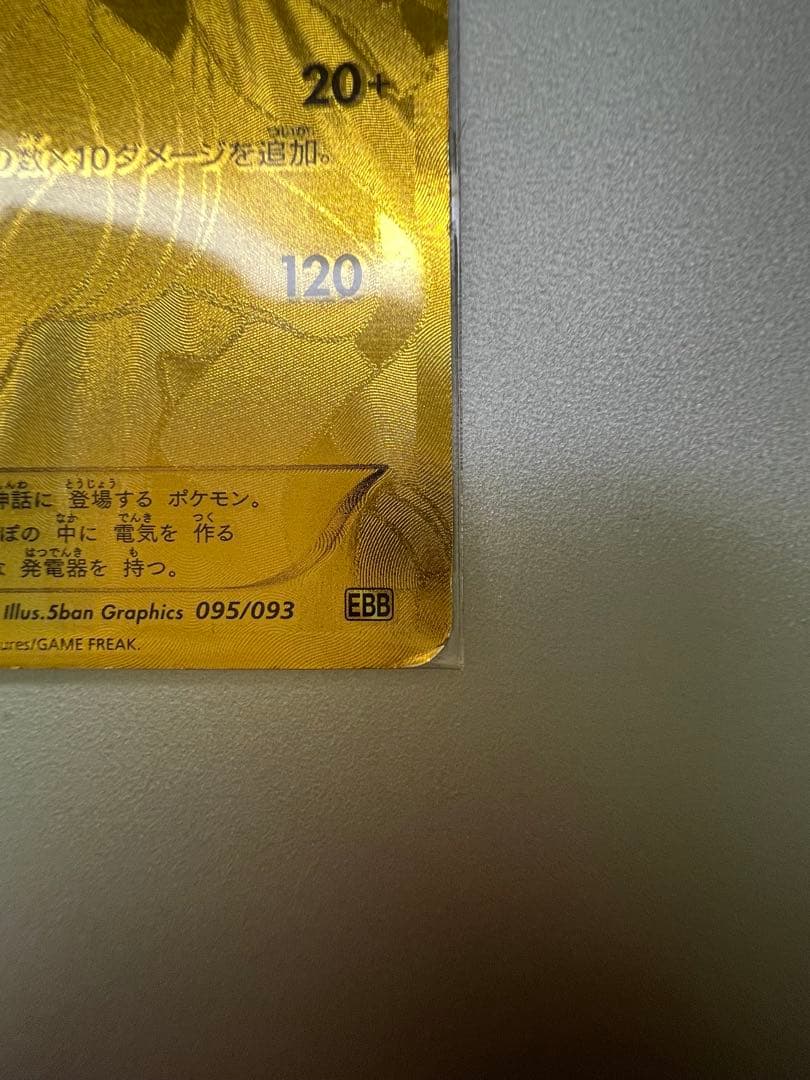 20+
の数×10ダメージを追加。
120
神話に 登場する ポケモン。
ぽの 中に 電気を 作る
な 発電器を 持つ。
Illus.5ban Graphics 095/093 EBB
ures/GAME FREAK.